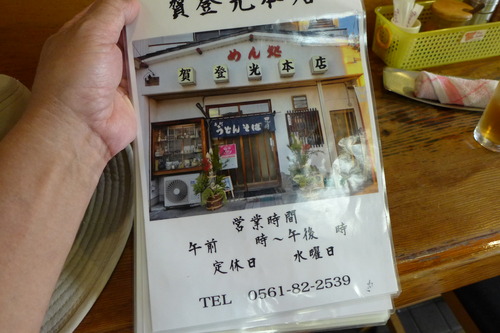 賀登光本店
めん処
賀登光本店
うどんそば
営業時間
午前　時～午後　時
定休日　水曜日
TEL 0561-82-2539